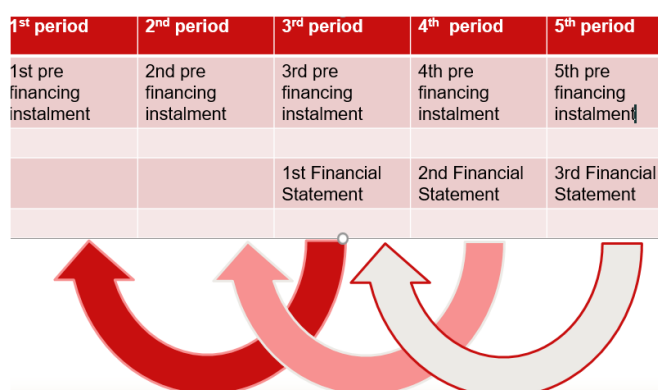 1st period 2nd period 3rd period 4th period 5th period
1st pre financing instalment
2nd pre financing instalment
3rd pre financing instalment
4th pre financing instalment
5th pre financing instalment
1st Financial Statement
2nd Financial Statement
3rd Financial Statement